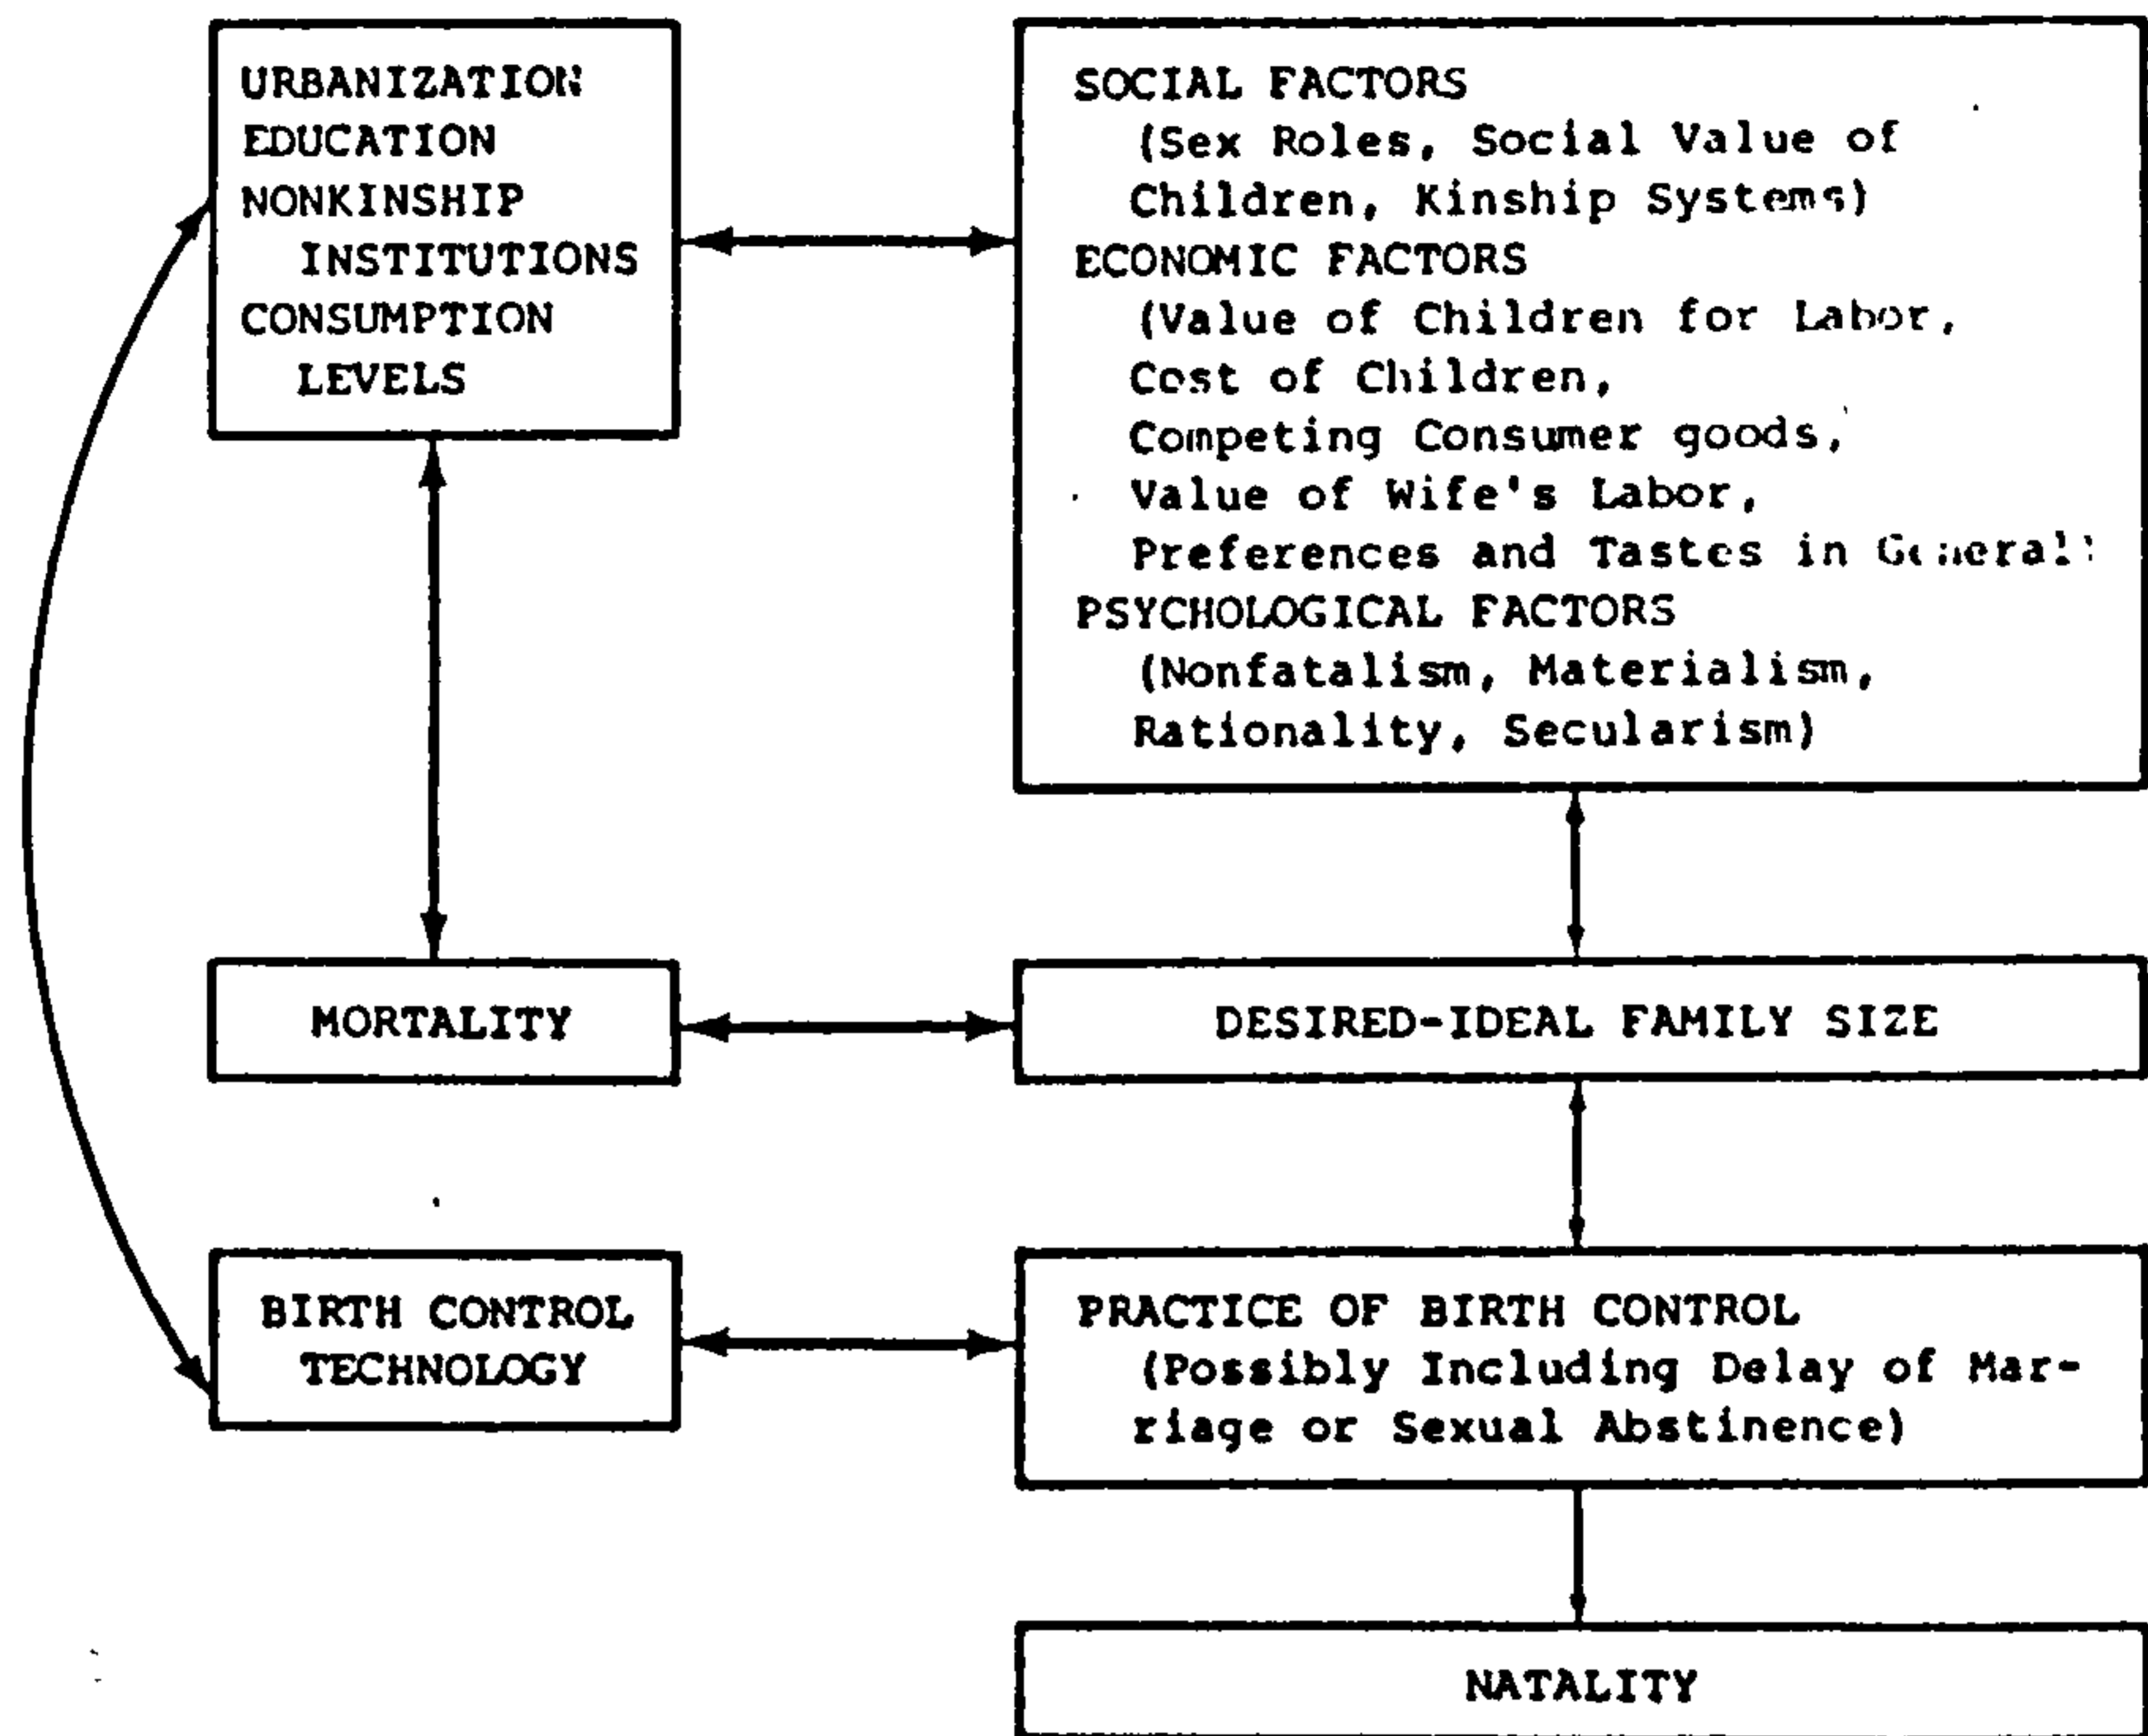 URBANIZATION
EDUCATION
NONKINSHIP
INSTITUTIONS
CONSUMPTION
LEVELS
SOCIAL FACTORS
(Sex Roles, Social Value of
Children, Kinship Systems)
ECONOMIC FACTORS
(Value of Children for Labor,
Cost of Children,
Competing Consumer goods,
Value of Wife's Labor,
Preferences and Tastes in General)
PSYCHOLOGICAL FACTORS
(Nonfatalism, Materialism,
Rationality, Secularism)
MORTALITY
DESIRED-IDEAL FAMILY SIZE
BIRTH CONTROL
TECHNOLOGY
PRACTICE OF BIRTH CONTROL
(Possibly Including Delay of Mar-
riage or Sexual Abstinence)
NATALITY